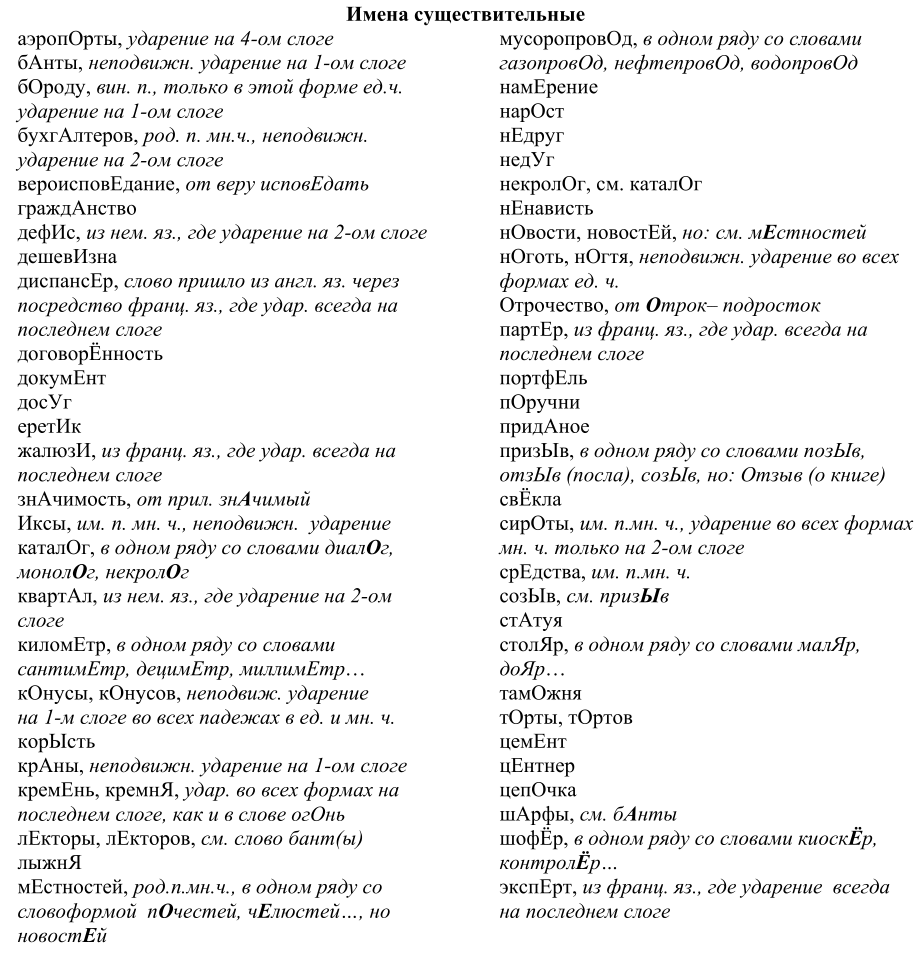 Имена существительные
аэропОрты, ударение на 4-ом слоге
бАнты, неподвижн. ударение на 1-ом слоге
бОроду, вин. п., только в этой форме ед.ч.
ударение на 1-ом слоге
бухгАлтеров, род. п. мн.ч., неподвижн.
ударение на 2-ом слоге
вероисповЕдание, от веру исповЕдать
граждАнство
дефИс, из нем. яз., где ударение на 2-ом слоге
дешевИзна
диспансЕр, слово пришло из англ. яз. через
посредство франц. яз., где удар. всегда на
последнем слоге
договорЁнность
докумЕнт
досУг
еретИк
жалюзИ, из франц. яз., где удар. всегда на
последнем слоге
знАчимость, от прил. знАчимый
Иксы, им. п. мн. ч., неподвижн. ударение
каталОг, в одном ряду со словами диалОг,
монолОг, некролОг
квартАл, из нем. яз., где ударение на 2-ом
слоге
киломЕтр, в одном ряду со словами
сантимЕтр, децимЕтр, миллимЕтр…
кОнусы, кОнусов, неподвиж. ударение
на 1-м слоге во всех падежах в ед. и мн. ч.
корЫсть
крАны, неподвижн. ударение на 1-ом слоге
кремЕнь, кремнЯ, удар. во всех формах на
последнем слоге, как и в слове огОнь
лЕкторы, лЕкторов, см. слово бант(ы)
лыжнЯ
мЕстностей, род.п.мн.ч., в одном ряду со
словоформой пОчестей, чЕлюстей…, но
новостЕй
мусоропровОд, в одном ряду со словами
газопровОд, нефтепровОд, водопровОд
намЕрение
нарОст
нЕдруг
недУг
некролОг, см. каталОг
нЕнависть
нОвости, новостЕй, но: см. мЕстностей
нОготь, нОгтя, неподвижн. ударение во всех
формах ед. ч.
Отрочество, от Отрок– подросток
партЕр, из франц. яз., где удар. всегда на
последнем слоге
портфЕль
пОручни
придАное
призЫв, в одном ряду со словами позЫв,
отзЫв (посла), созЫв, но: Отзыв (о книге)
свЁкла
сирОты, им. п.мн. ч., ударение во всех формах
мн. ч. только на 2-ом слоге
срЕдства, им. п.мн. ч.
созЫв, см. призЫв
стАтуя
столЯр, в одном ряду со словами малЯр,
доЯр…
тамОжня
тОрты, тОртов
цемЕнт
цЕнтнер
цепОчка
шАрфы, см. бАнты
шофЁр, в одном ряду со словами киоскЁр,
контролЁр…
экспЕрт, из франц. яз., где ударение всегда
на последнем слоге